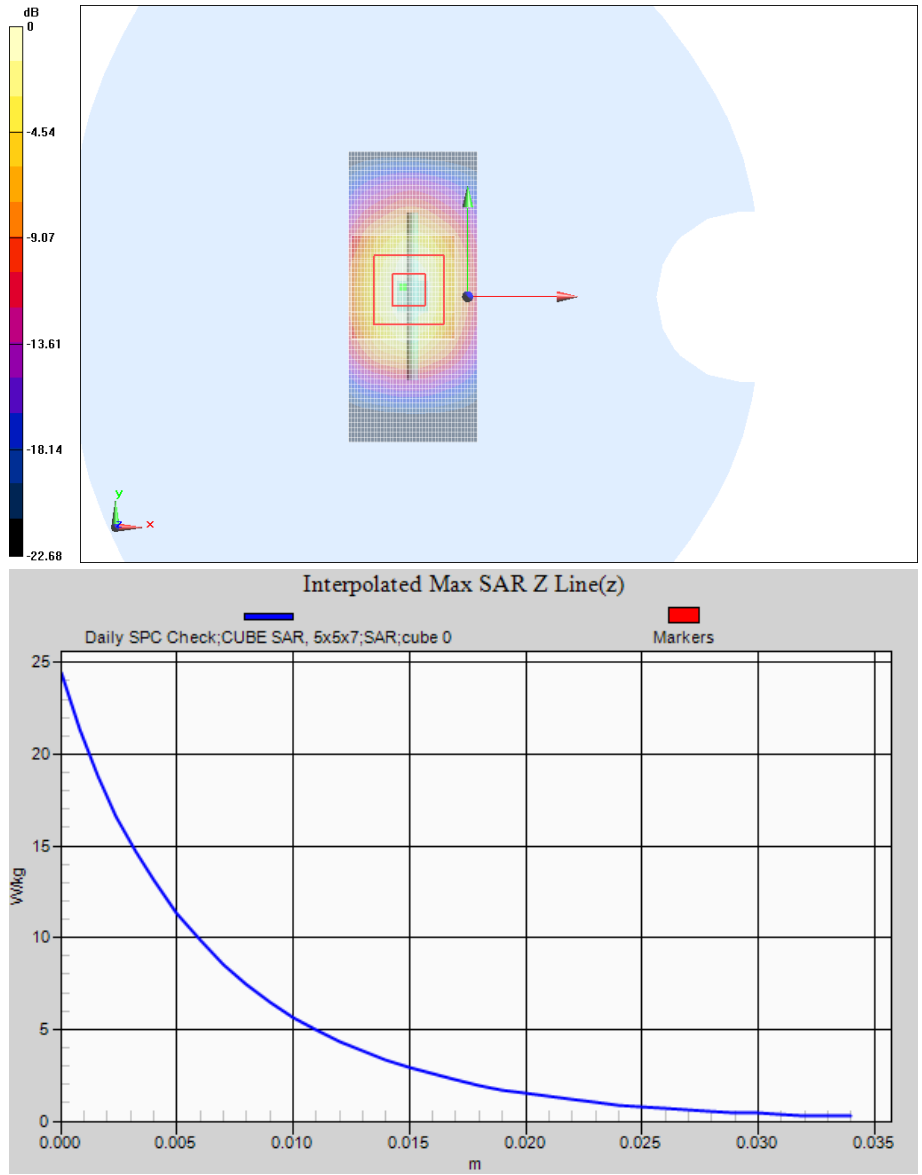 dB
0
-4.54
-9.07
-13.61
-18.14
-22.68
y
x
z
Interpolated Max SAR Z Line(z)
Daily SPC Check;CUBE SAR, 5x5x7;SAR;cube 0
Markers
25
20
15
10
5
0
W/kg
0.000 0.005 0.010 0.015 0.020 0.025 0.030 0.035
m